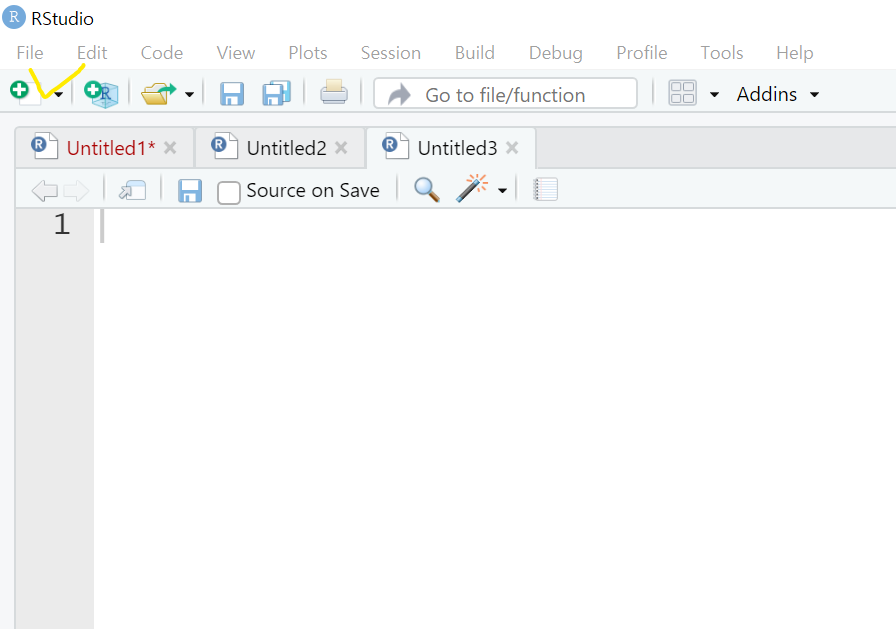 R RStudio
File Edit Code View Plots Session Build Debug Profile Tools Help
R Go to file/function Addins
R Untitled1* R Untitled2 R Untitled3
Source on Save
1